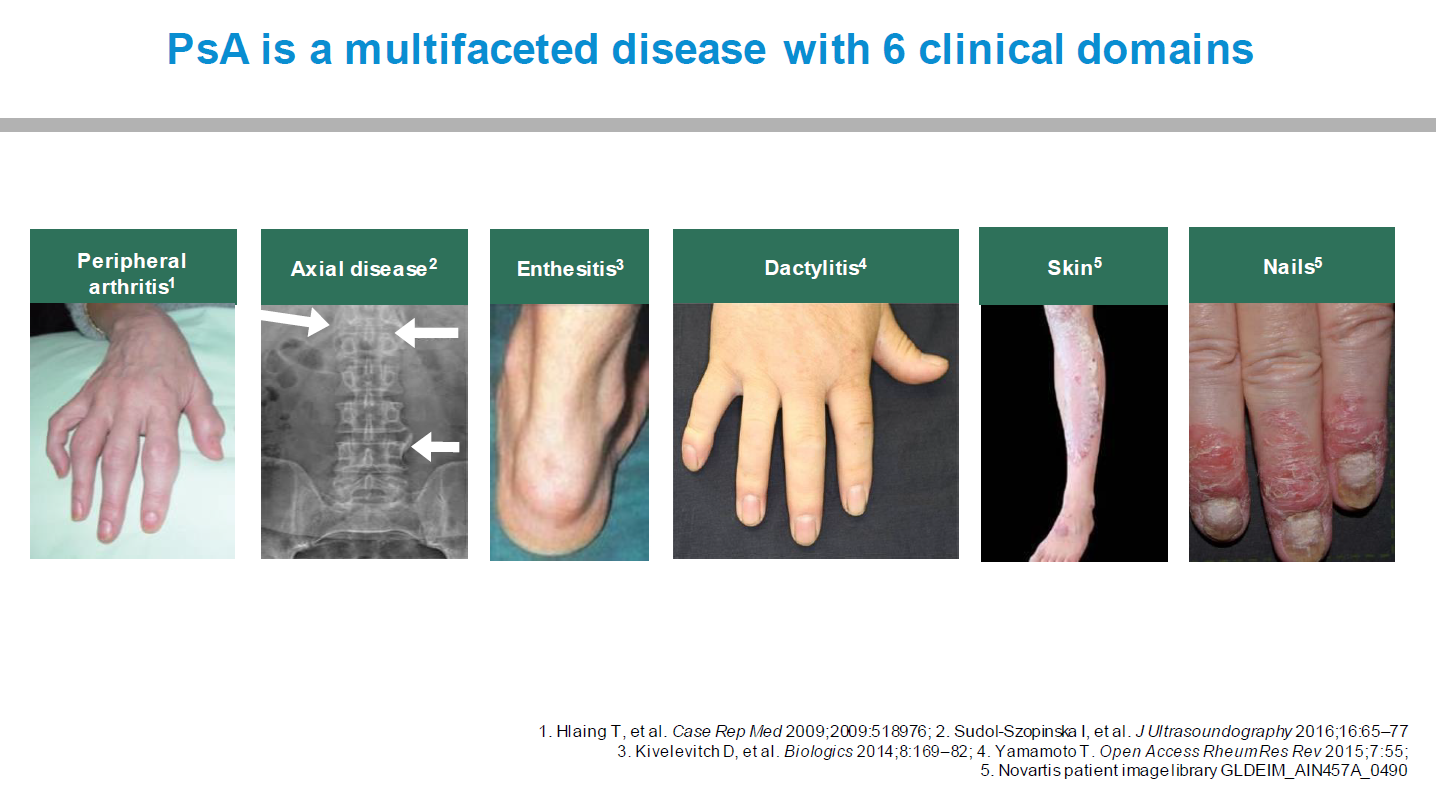 PsA is a multifaceted disease with 6 clinical domains
Peripheral
arthritis1
Axial disease2
Enthesitis3
Dactylitis4
Skin5
Nails5
1. Hlaing T, et al. Case Rep Med 2009;2009:518976; 2. Sudol-Szopinska I, et al. J Ultrasoundography 2016;16:65–77
3. Kivelevitch D, et al. Biologics 2014;8:169–82; 4. Yamamoto T. Open Access Rheum Res Rev 2015;7:55;
5. Novartis patient image library GLDEIM_AIN457A_0490